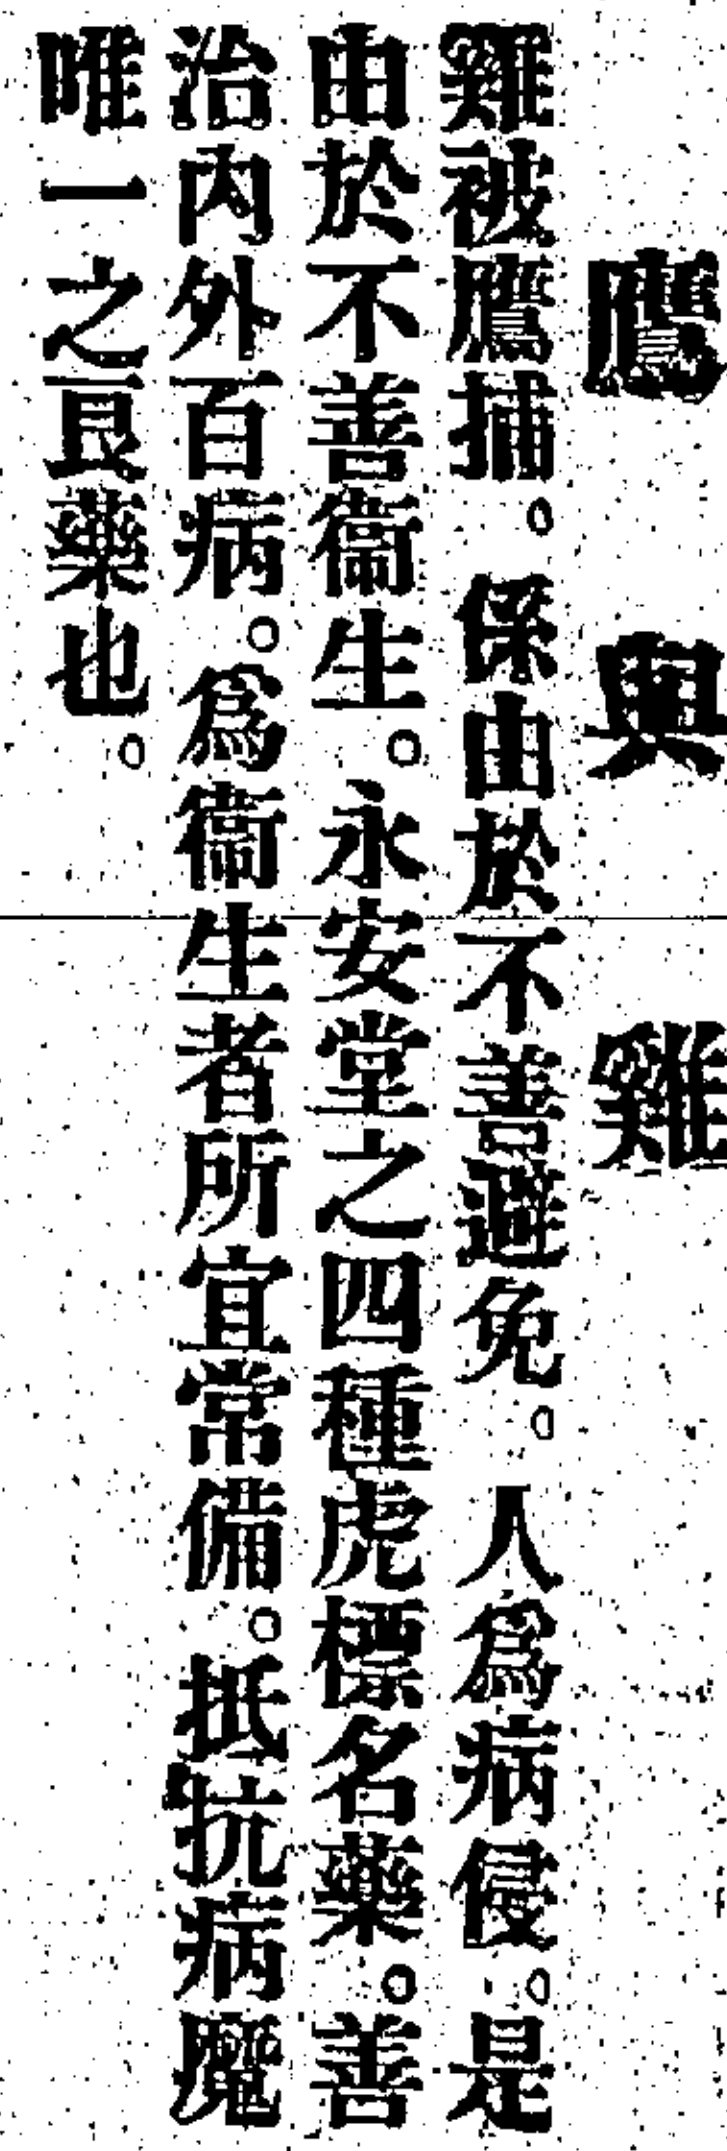 鷹與雞
雞被鷹捕。係由於不善避免。人爲病侵。是
由於不善衞生。永安堂之四種虎標名藥。善
治內外百病。爲衞生者所宜常備。抵抗病魔
唯一之良藥也。